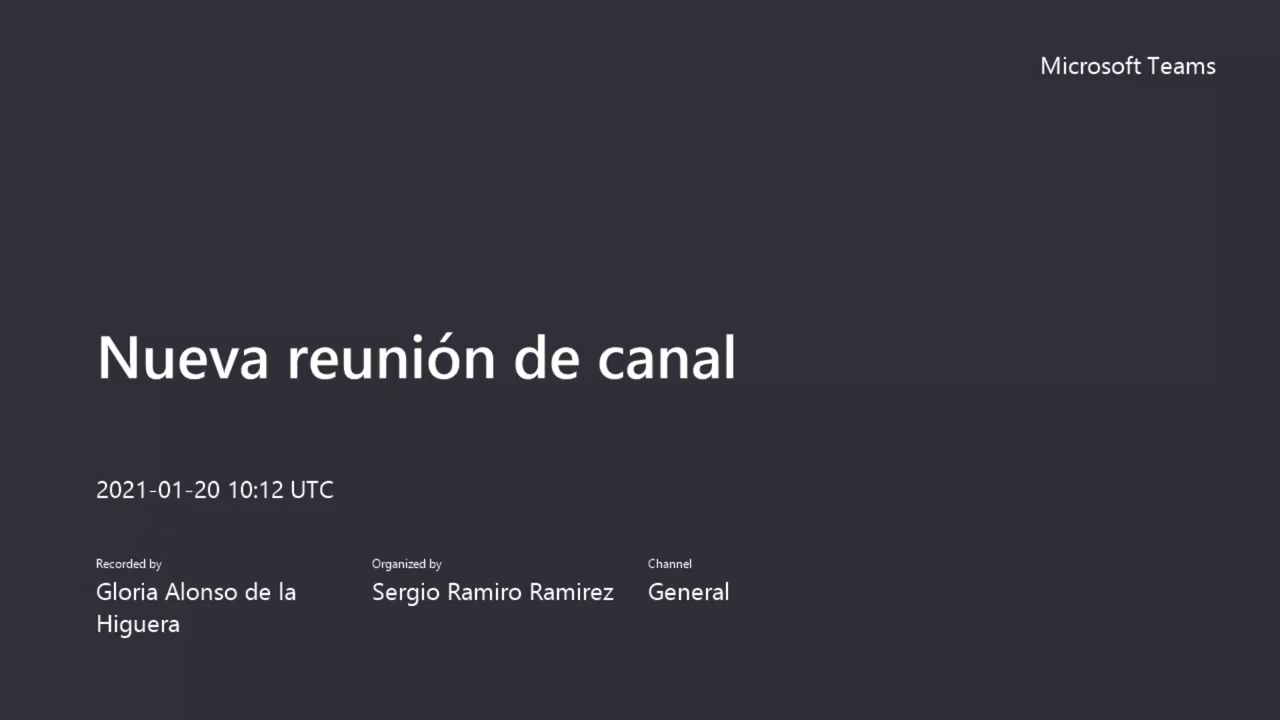 Microsoft Teams
Nueva reunión de canal
2021-01-20 10:12 UTC
Recorded by
Gloria Alonso de la
Higuera
Organized by
Sergio Ramiro Ramirez
Channel
General